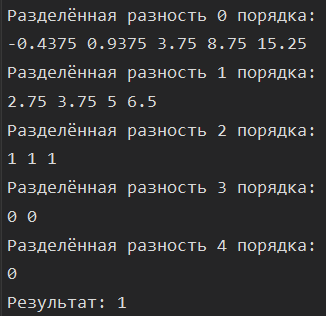 Разделённая разность 0 порядка:
-0.4375 0.9375 3.75 8.75 15.25
Разделённая разность 1 порядка:
2.75 3.75 5 6.5
Разделённая разность 2 порядка:
1 1 1
Разделённая разность 3 порядка:
0 0
Разделённая разность 4 порядка:
0
Результат: 1